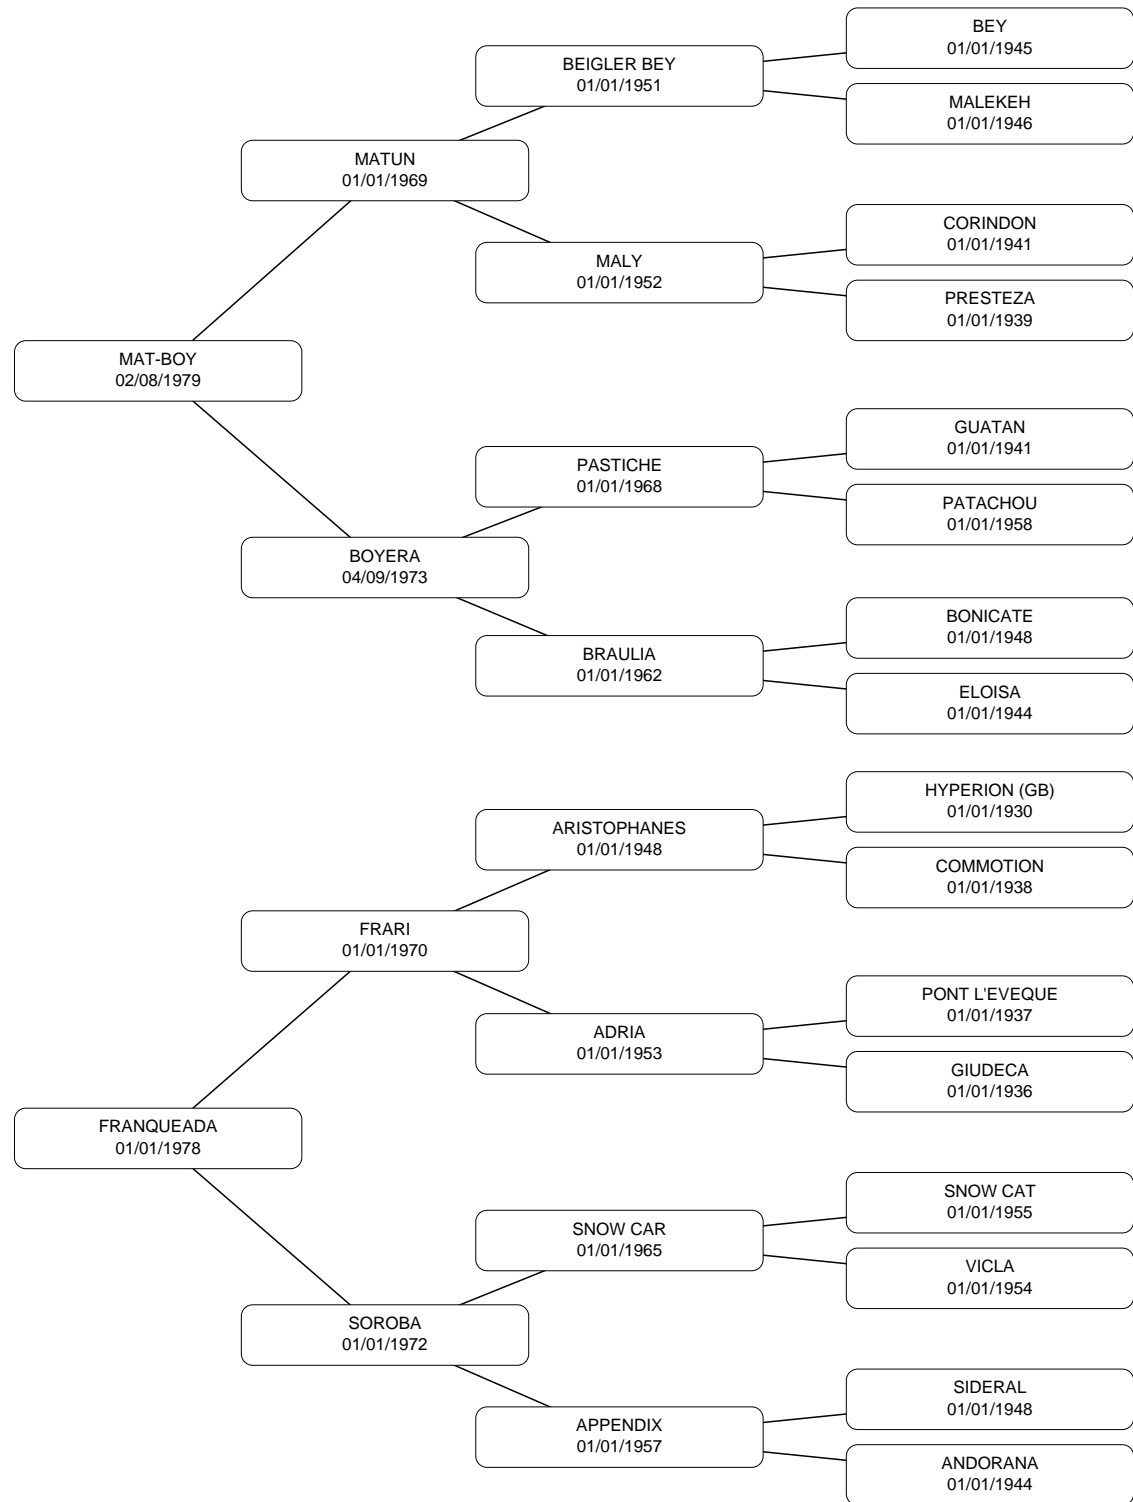 BEY
01/01/1945
BEIGLER BEY
01/01/1951
MALEKEH
01/01/1946
MATUN
01/01/1969
CORINDON
01/01/1941
MALY
01/01/1952
PRESTEZA
01/01/1939
MAT-BOY
02/08/1979
GUATAN
01/01/1941
PASTICHE
01/01/1968
PATACHOU
01/01/1958
BOYERA
04/09/1973
BONICATE
01/01/1948
BRAULIA
01/01/1962
ELOISA
01/01/1944
HYPERION (GB)
01/01/1930
ARISTOPHANES
01/01/1948
COMMOTION
01/01/1938
FRARI
01/01/1970
PONT L'EVEQUE
01/01/1937
ADRIA
01/01/1953
GIUDECA
01/01/1936
FRANQUEADA
01/01/1978
SNOW CAT
01/01/1955
SNOW CAR
01/01/1965
VICLA
01/01/1954
SOROBA
01/01/1972
SIDERAL
01/01/1948
APPENDIX
01/01/1957
ANDORANA
01/01/1944